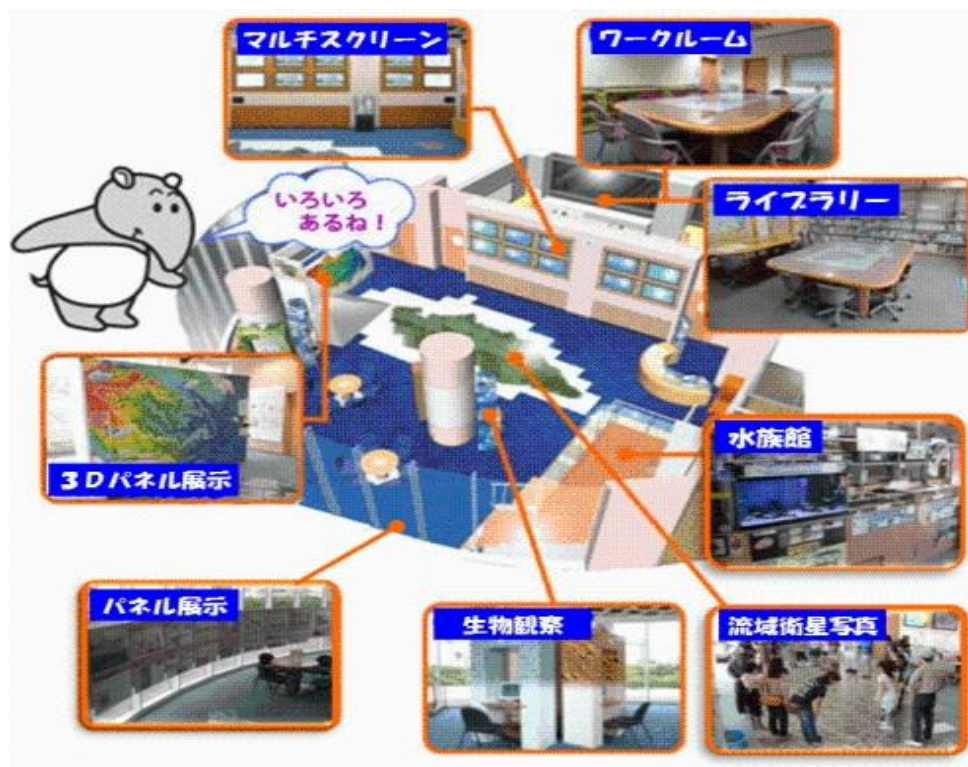 マルチスクリーン
ワークルーム
いろいろ
あるね！
ライブラリー
3Dパネル展示
水族館
パネル展示
生物観察
流域衛星写真